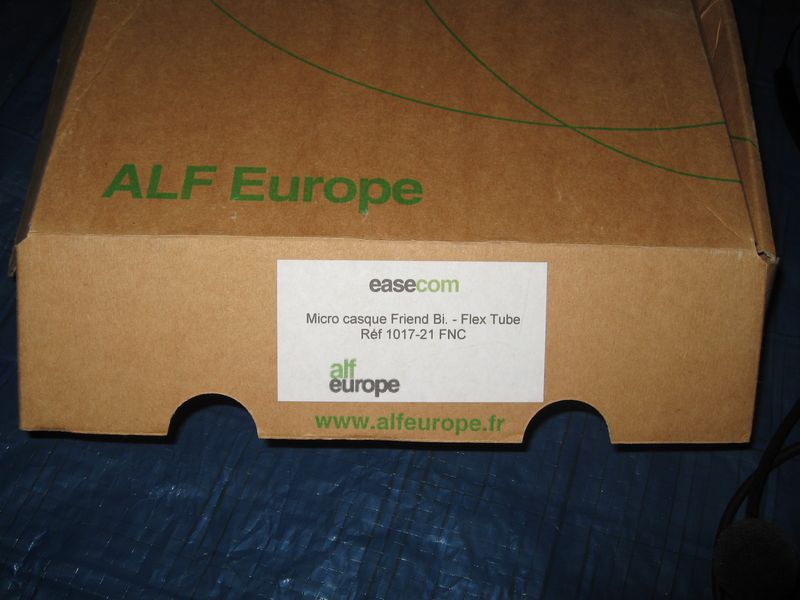 ALF Europe
easecom
Micro casque Friend Bi. - Flex Tube
Réf 1017-21 FNC
alf
europe
www.alfeurope.fr